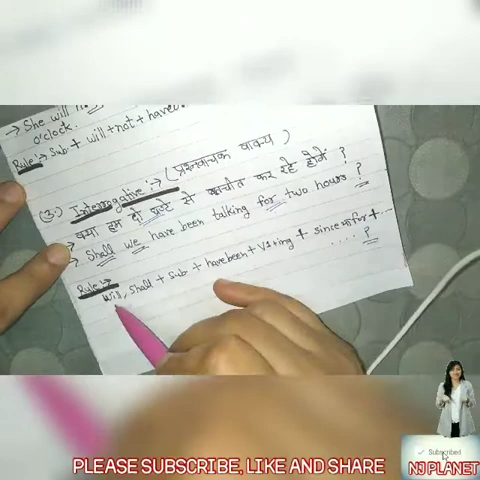 → She will n
o'clock.
Rule:→ Sub. + will + not + have
(3.) Interrogative:→ ( प्रश्नवाचक वाक्य )
→ क्या हम दो घण्टे से बातचीत कर रहे होंगे ?
→ Shall we have been talking for two hours ?
Rule:→
Will, Shall + Sub + have been + V1 + ing + Since या for + ...
..... ?
Subscribed
NJ PLANET
PLEASE SUBSCRIBE, LIKE AND SHARE